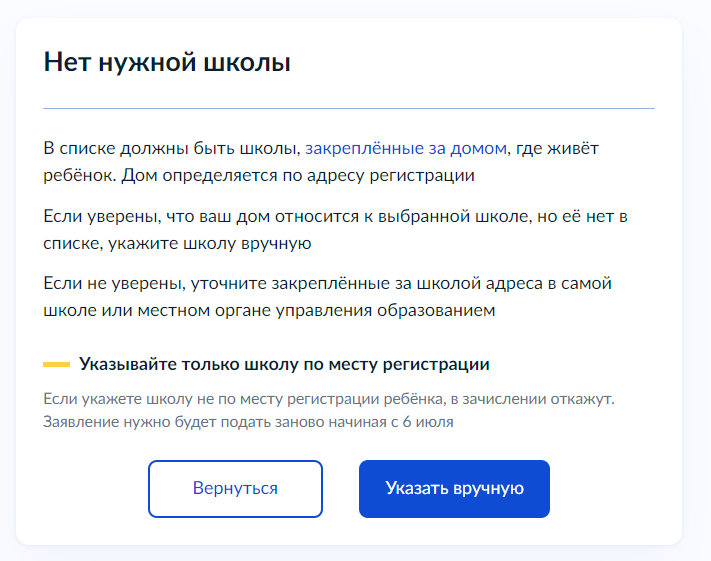 Нет нужной школы
В списке должны быть школы, закреплённые за домом, где живёт
ребёнок. Дом определяется по адресу регистрации
Если уверены, что ваш дом относится к выбранной школе, но её нет в
списке, укажите школу вручную
Если не уверены, уточните закреплённые за школой адреса в самой
школе или местном органе управления образованием
Указывайте только школу по месту регистрации
Если укажете школу не по месту регистрации ребёнка, в зачислении откажут.
Заявление нужно будет подать заново начиная с 6 июля
Вернуться
Указать вручную